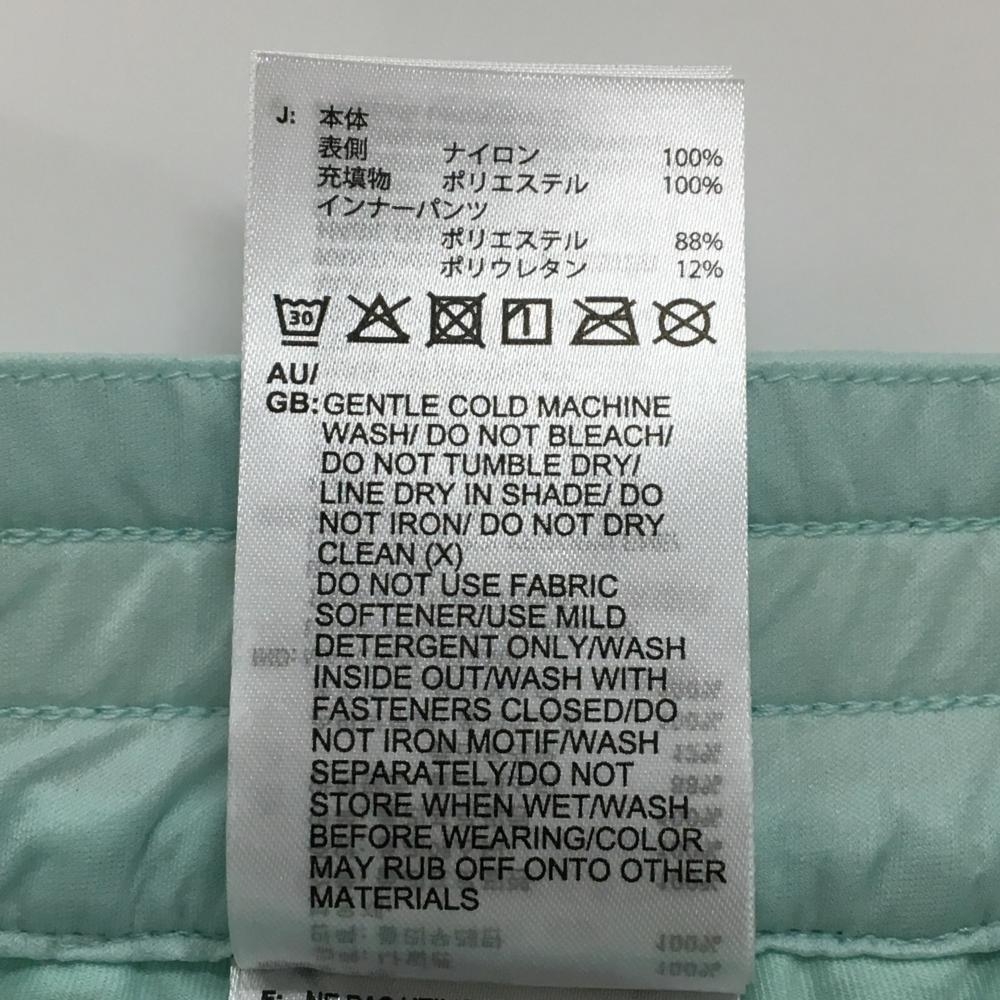 J: 本体
表側 ナイロン 100%
充填物 ポリエステル 100%
インナーパンツ
ポリエステル 88%
ポリウレタン 12%
30
AU/
GB: GENTLE COLD MACHINE
WASH/ DO NOT BLEACH/
DO NOT TUMBLE DRY/
LINE DRY IN SHADE/ DO
NOT IRON/ DO NOT DRY
CLEAN (X)
DO NOT USE FABRIC
SOFTENER/USE MILD
DETERGENT ONLY/WASH
INSIDE OUT/WASH WITH
FASTENERS CLOSED/DO
NOT IRON MOTIF/WASH
SEPARATELY/DO NOT
STORE WHEN WET/WASH
BEFORE WEARING/COLOR
MAY RUB OFF ONTO OTHER
MATERIALS